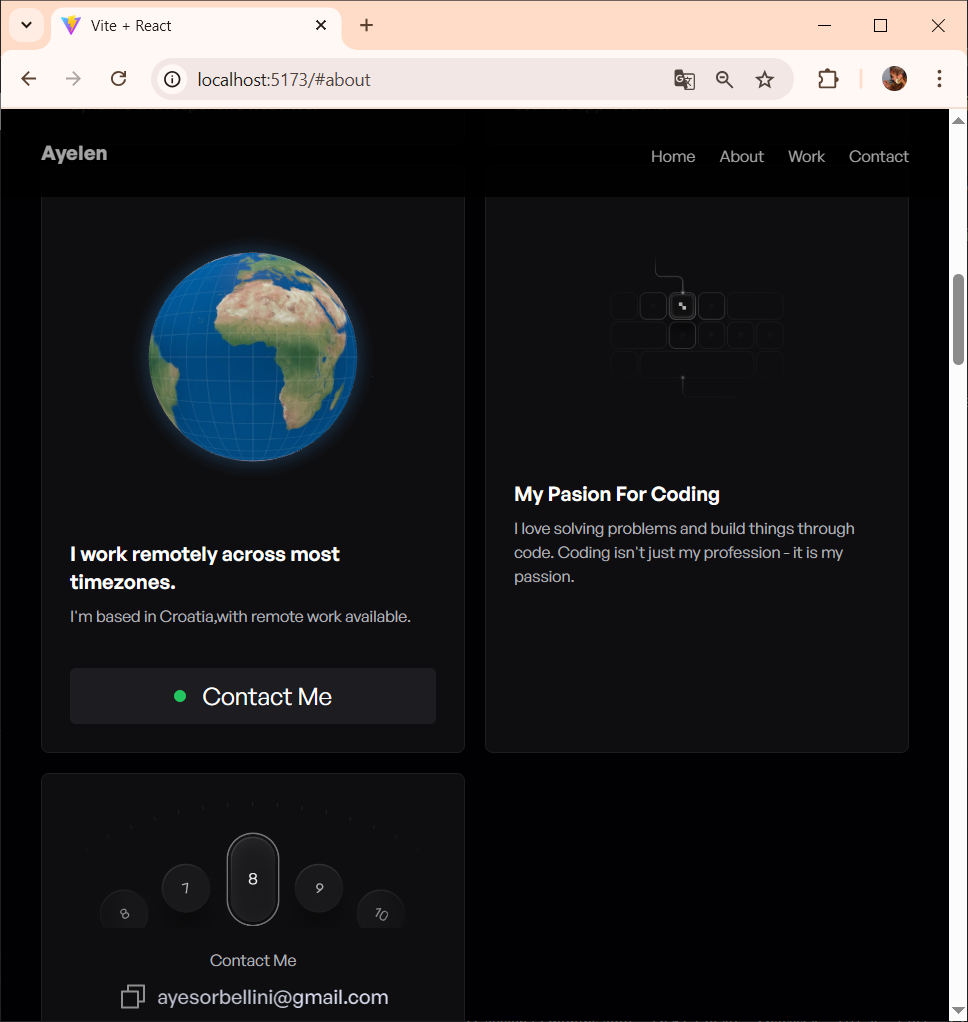 Vite + React
localhost:5173/#about
Ayelen
Home About Work Contact
I work remotely across most
timezones.
I'm based in Croatia,with remote work available.
Contact Me
My Pasion For Coding
I love solving problems and build things through
code. Coding isn't just my profession - it is my
passion.
8 7 8 9 10
Contact Me
ayesorbellini@gmail.com